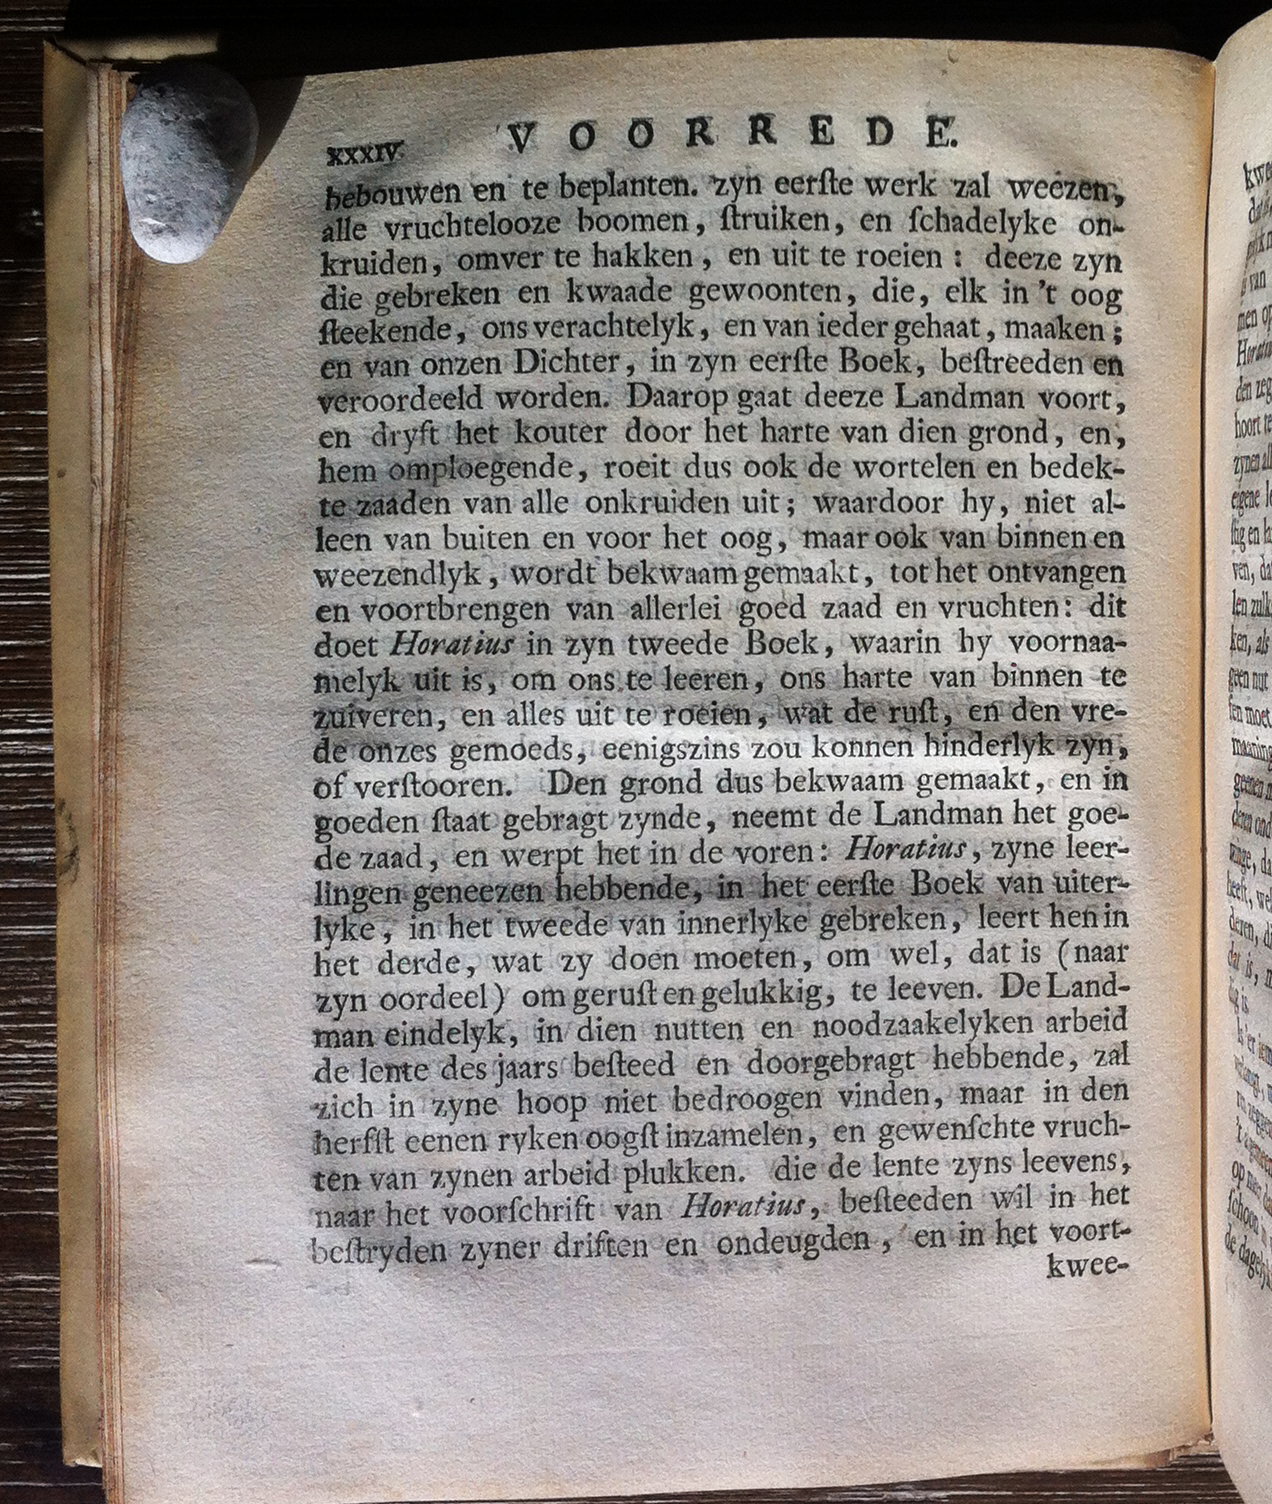 xxxiv V O O R R E D E.
bebouwen en te beplanten. zyn eerſte werk zal weezen,
alle vruchtelooze boomen, ſtruiken, en ſchadelyke on-
kruiden, omver te hakken, en uit te roeien: deeze zyn
die gebreken en kwaade gewoonten, die, elk in 't oog
ſteekende, ons verachtelyk, en van ieder gehaat, maaken;
en van onzen Dichter, in zyn eerſte Boek, beſtreeden en
veroordeeld worden. Daarop gaat deeze Landman voort,
en dryft het kouter door het harte van dien grond, en,
hem omploegende, roeit dus ook de wortelen en bedek-
te zaaden van alle onkruiden uit; waardoor hy, niet al-
leen van buiten en voor het oog, maar ook van binnen en
weezendlyk, wordt bekwaam gemaakt, tot het ontvangen
en voortbrengen van allerlei goed zaad en vruchten: dit
doet Horatius in zyn tweede Boek, waarin hy voornaa-
melyk uit is, om ons te leeren, ons harte van binnen te
zuiveren, en alles uit te roeien, wat de ruſt, en den vre-
de onzes gemoeds, eenigszins zou konnen hinderlyk zyn,
of verſtooren. Den grond dus bekwaam gemaakt, en in
goeden ſtaat gebragt zynde, neemt de Landman het goe-
de zaad, en werpt het in de voren: Horatius, zyne leer-
lingen geneezen hebbende, in het eerſte Boek van uiter-
lyke, in het tweede van innerlyke gebreken, leert hen in
het derde, wat zy doen moeten, om wel, dat is (naar
zyn oordeel) om geruſt en gelukkig, te leeven. De Land-
man eindelyk, in dien nutten en noodzaakelyken arbeid
de lente des jaars beſteed en doorgebragt hebbende, zal
zich in zyne hoop niet bedroogen vinden, maar in den
herfſt eenen ryken oogſt inzamelen, en gewenſchte vruch-
ten van zynen arbeid plukken. die de lente zyns leevens,
naar het voorſchrift van Horatius, beſteeden wil in het
beſtryden zyner driften en ondeugden, en in het voort-
kwee-